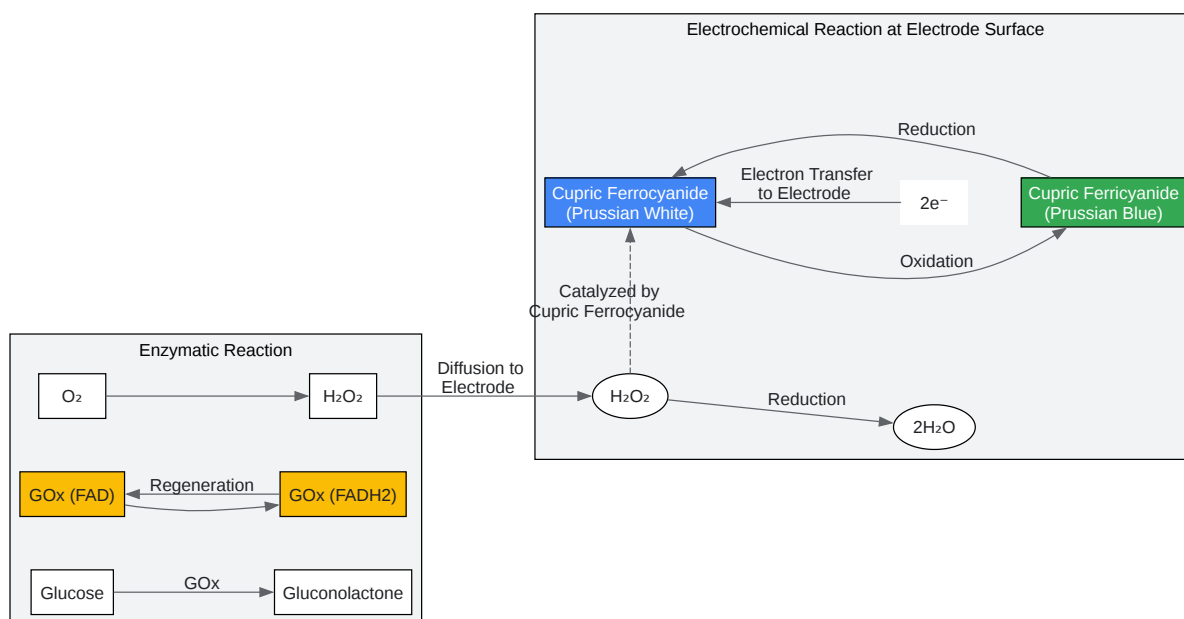 Electrochemical Reaction at Electrode Surface
Reduction
Electron Transfer
to Electrode
Cupric Ferrocyanide
(Prussian White)
2e⁻
Cupric Ferricyanide
(Prussian Blue)
Oxidation
Catalyzed by
Cupric Ferrocyanide
Enzymatic Reaction
Diffusion to
Electrode
O₂
H₂O₂
H₂O₂
Reduction
2H₂O
GOx (FAD)
Regeneration
GOx (FADH2)
Glucose
GOx
Gluconolactone